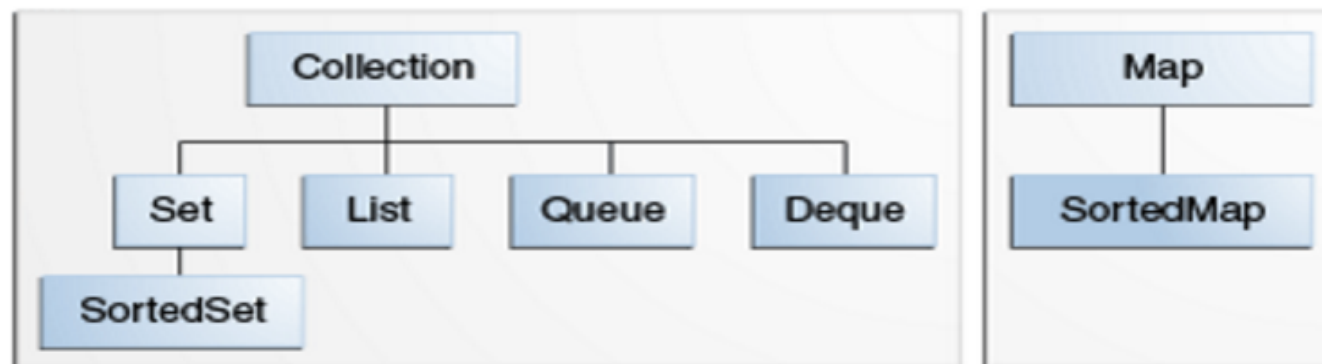 Collection
Map
Set
List
Queue
Deque
SortedMap
SortedSet